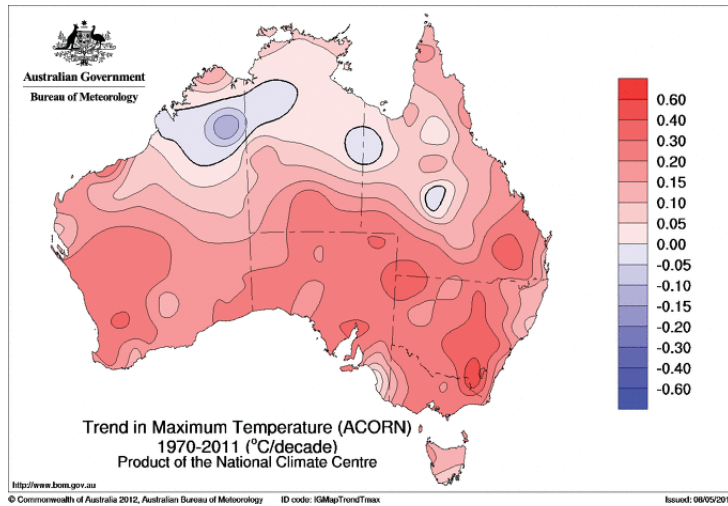 Australian Government
Bureau of Meteorology
0.60
0.40
0.30
0.20
0.15
0.10
0.05
0.00
-0.05
-0.10
-0.15
-0.20
-0.30
-0.40
-0.60
Trend in Maximum Temperature (ACORN)
1970-2011 (°C/decade)
Product of the National Climate Centre
http://www.bom.gov.au
© Commonwealth of Australia 2012, Australian Bureau of Meteorology ID code: IGMapTrendTmax Issued: 08/05/201